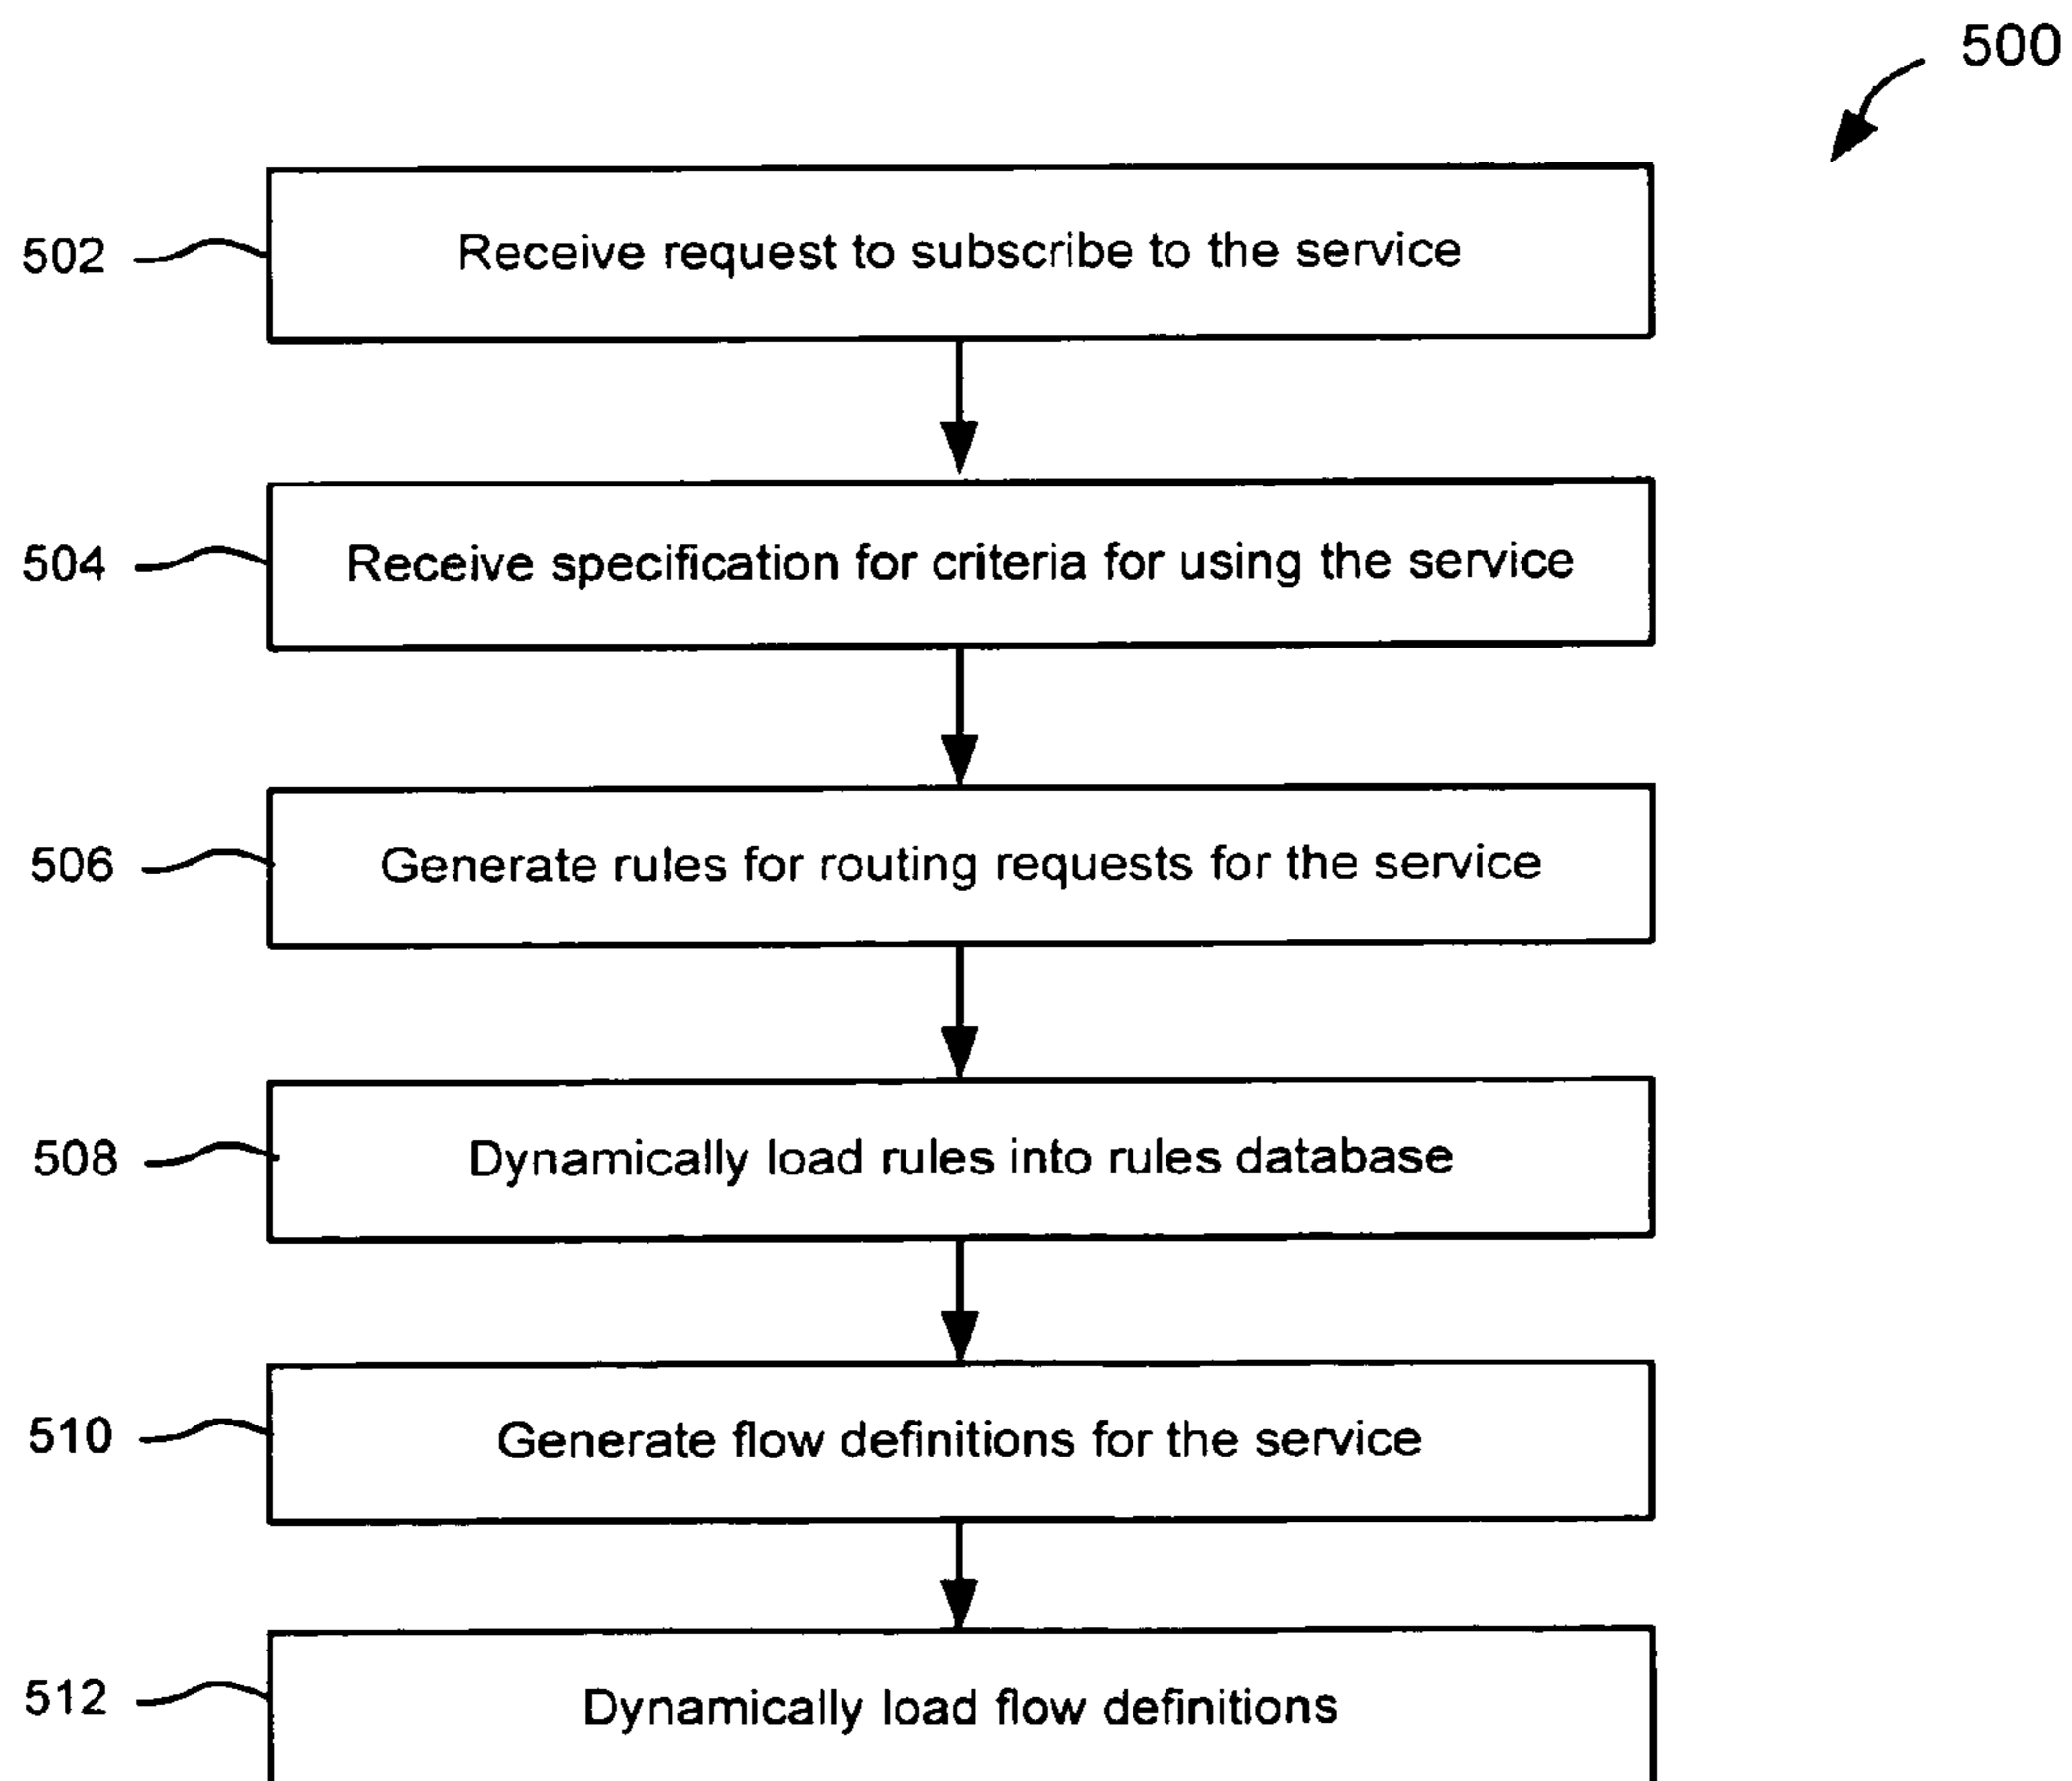 500
502 Receive request to subscribe to the service
504 Receive specification for criteria for using the service
506 Generate rules for routing requests for the service
508 Dynamically load rules into rules database
510 Generate flow definitions for the service
512 Dynamically load flow definitions